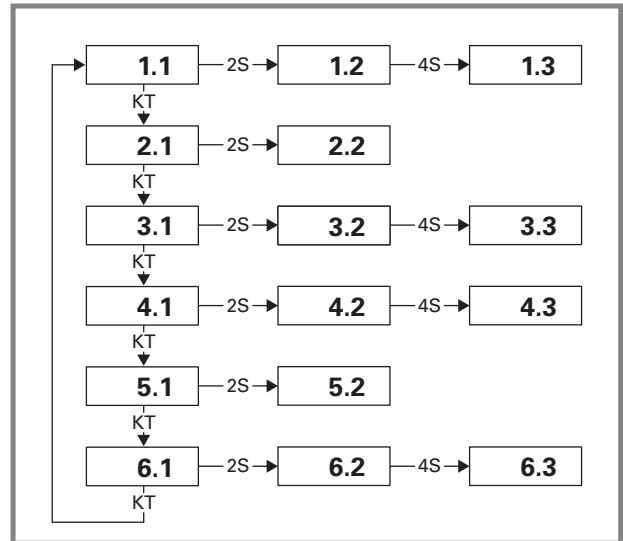 1.1 2S 1.2 4S 1.3
KT
2.1 2S 2.2
KT
3.1 2S 3.2 4S 3.3
KT
4.1 2S 4.2 4S 4.3
KT
5.1 2S 5.2
KT
6.1 2S 6.2 4S 6.3
KT